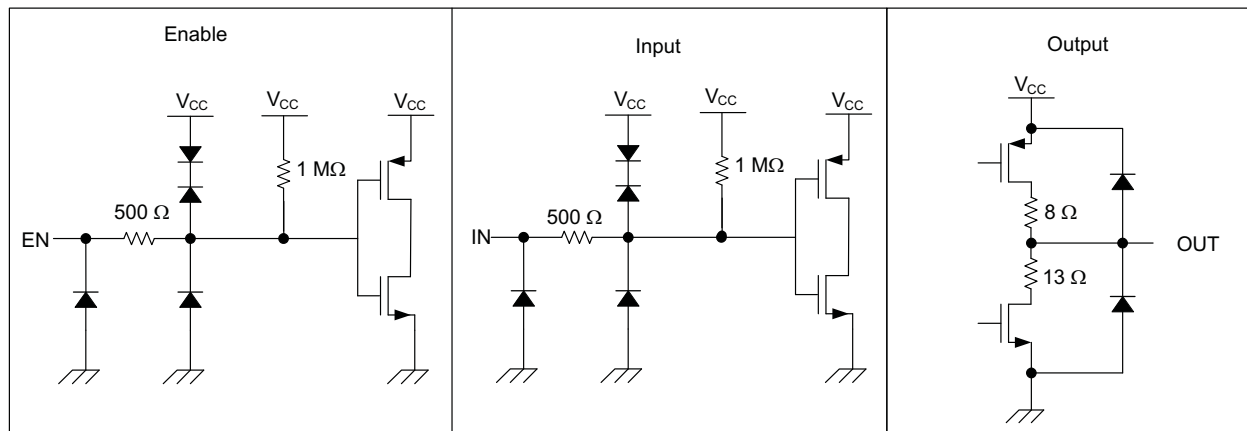 Enable
V_CC
V_CC
V_CC
1 MΩ
500 Ω
EN
Input
V_CC
V_CC
V_CC
1 MΩ
500 Ω
IN
Output
V_CC
8 Ω
OUT
13 Ω